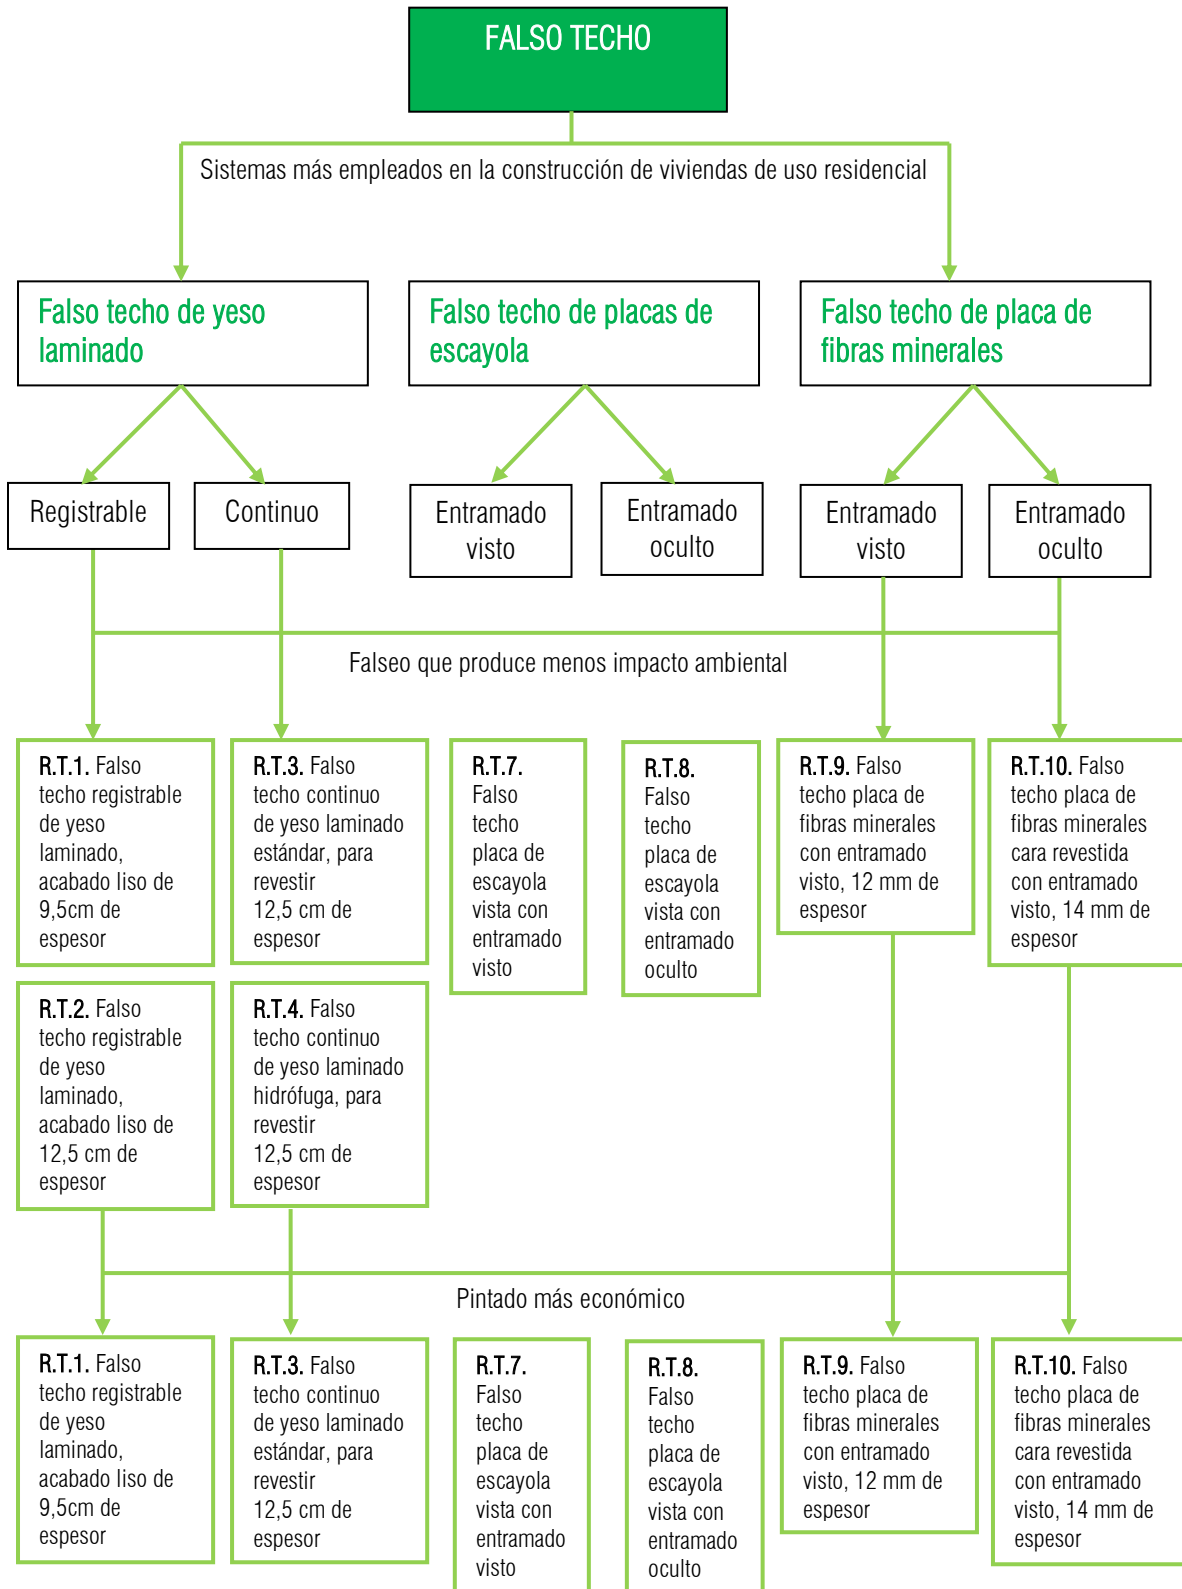 FALSO TECHO
Sistemas más empleados en la construcción de viviendas de uso residencial
Falso techo de yeso
laminado
Falso techo de placas de
escayola
Falso techo de placa de
fibras minerales
Registrable
Continuo
Entramado
visto
Entramado
oculto
Entramado
visto
Entramado
oculto
Falseo que produce menos impacto ambiental
R.T.1. Falso
techo registrable
de yeso
laminado,
acabado liso de
9,5cm de
espesor
R.T.3. Falso
techo continuo
de yeso laminado
estándar, para
revestir
12,5 cm de
espesor
R.T.7.
Falso
techo
placa de
escayola
vista con
entramado
visto
R.T.8.
Falso
techo
placa de
escayola
vista con
entramado
oculto
R.T.9. Falso
techo placa de
fibras minerales
con entramado
visto, 12 mm de
espesor
R.T.10. Falso
techo placa de
fibras minerales
cara revestida
con entramado
visto, 14 mm de
espesor
R.T.2. Falso
techo registrable
de yeso
laminado,
acabado liso de
12,5 cm de
espesor
R.T.4. Falso
techo continuo
de yeso laminado
hidrófuga, para
revestir
12,5 cm de
espesor
Pintado más económico
R.T.1. Falso
techo registrable
de yeso
laminado,
acabado liso de
9,5cm de
espesor
R.T.3. Falso
techo continuo
de yeso laminado
estándar, para
revestir
12,5 cm de
espesor
R.T.7.
Falso
techo
placa de
escayola
vista con
entramado
visto
R.T.8.
Falso
techo
placa de
escayola
vista con
entramado
oculto
R.T.9. Falso
techo placa de
fibras minerales
con entramado
visto, 12 mm de
espesor
R.T.10. Falso
techo placa de
fibras minerales
cara revestida
con entramado
visto, 14 mm de
espesor